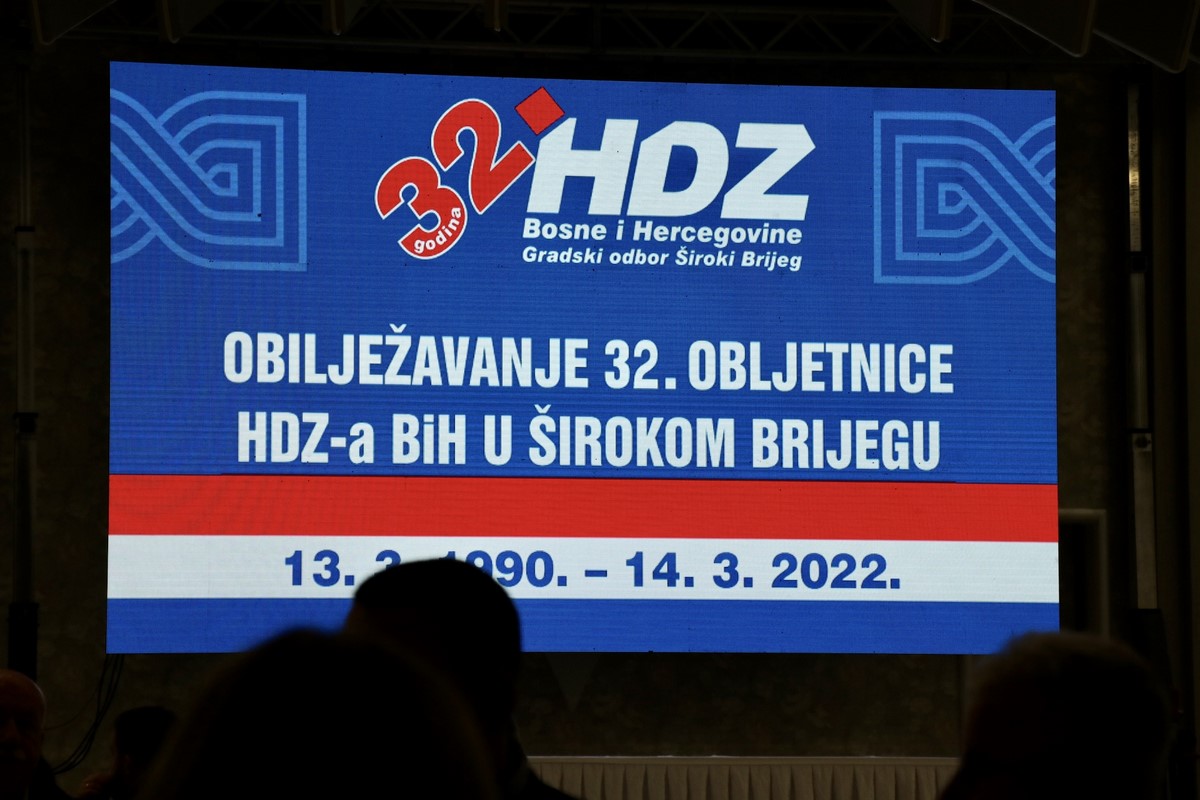 32.
godina
HDZ
Bosne i Hercegovine
Gradski odbor Široki Brijeg
OBILJEŽAVANJE 32. OBLJETNICE
HDZ-a BiH U ŠIROKOM BRIJEGU
13. 3. 1990. – 14. 3. 2022.